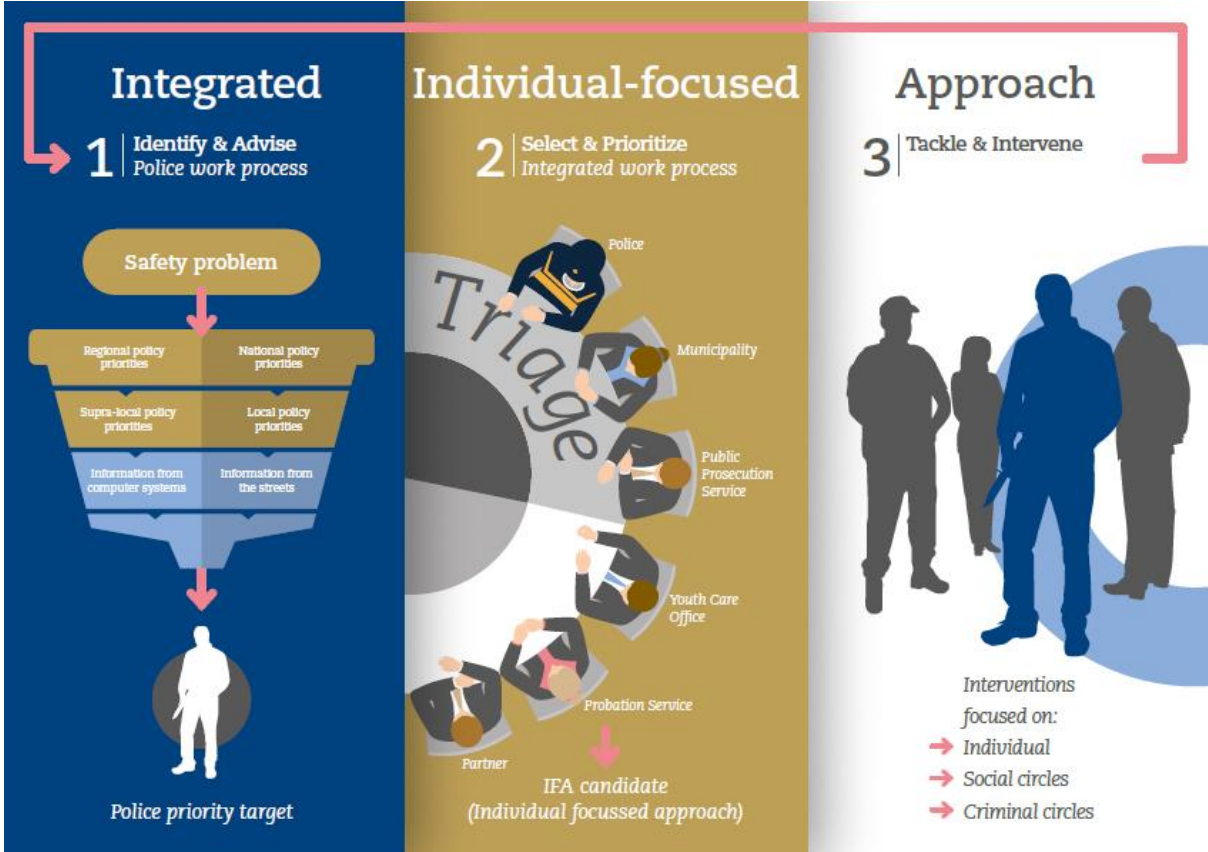 Integrated
1 Identify & Advise
Police work process
Safety problem
Regional policy
priorities
National policy
priorities
Supra-local policy
priorities
Local policy
priorities
Information from
computer systems
Information from
the streets
Police priority target
Individual-focused
2 Select & Prioritize
Integrated work process
Triage
Police
Municipality
Public
Prosecution
Service
Youth Care
Office
Probation Service
Partner
IFA candidate
(Individual focussed approach)
Approach
3 Tackle & Intervene
Interventions
focused on:
Individual
Social circles
Criminal circles